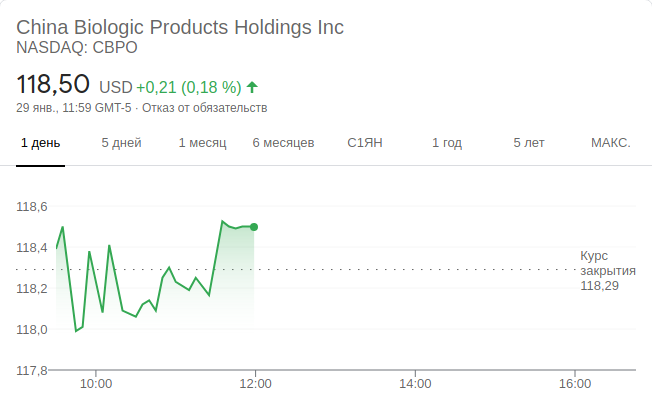 China Biologic Products Holdings Inc
NASDAQ: CBPO
118,50 USD +0,21 (0,18 %)
29 янв., 11:59 GMT-5 · Отказ от обязательств
1 день 5 дней 1 месяц 6 месяцев С1ЯН 1 год 5 лет МАКС.
118,6
118,4
Курс
закрытия
118,29
118,2
118,0
117,8
10:00 12:00 14:00 16:00